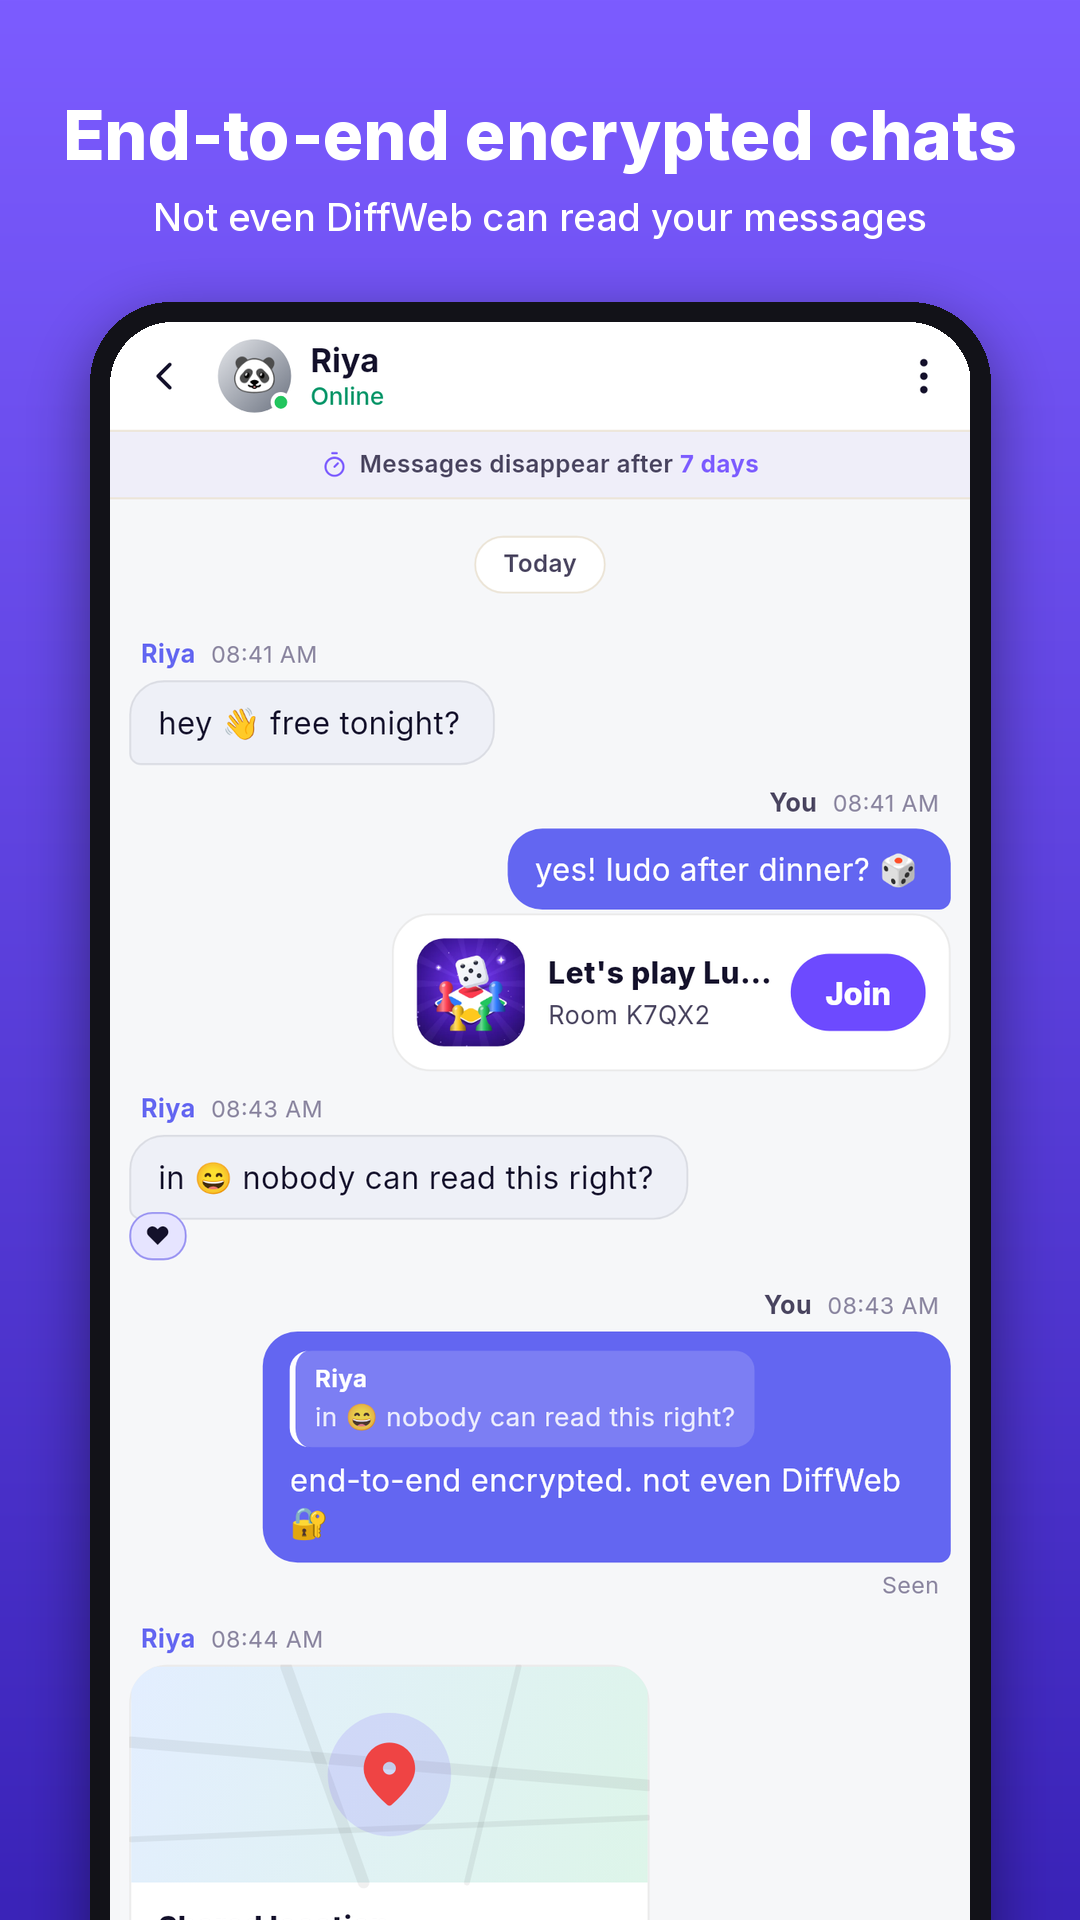 End-to-end encrypted chats
Not even DiffWeb can read your messages
Riya
Online
Messages disappear after 7 days
Today
Riya 08:41 AM
hey 👋 free tonight?
You 08:41 AM
yes! ludo after dinner? 🎲
Let's play Lu...
Room K7QX2
Join
Riya 08:43 AM
in 😄 nobody can read this right?
You 08:43 AM
Riya
in 😄 nobody can read this right?
end-to-end encrypted. not even DiffWeb
🔐
Seen
Riya 08:44 AM